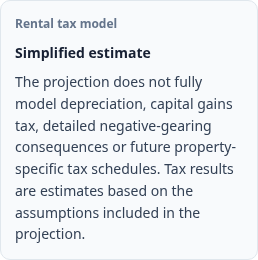 Rental tax model
Simplified estimate
The projection does not fully
model depreciation, capital gains
tax, detailed negative-gearing
consequences or future property-
specific tax schedules. Tax results
are estimates based on the
assumptions included in the
projection.